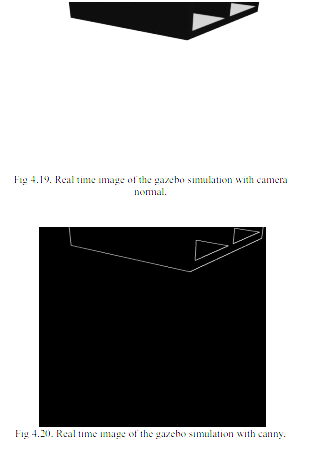 Fig 4.19. Real time image of the gazebo simulation with camera
normal.
Fig 4.20. Real time image of the gazebo simulation with canny.